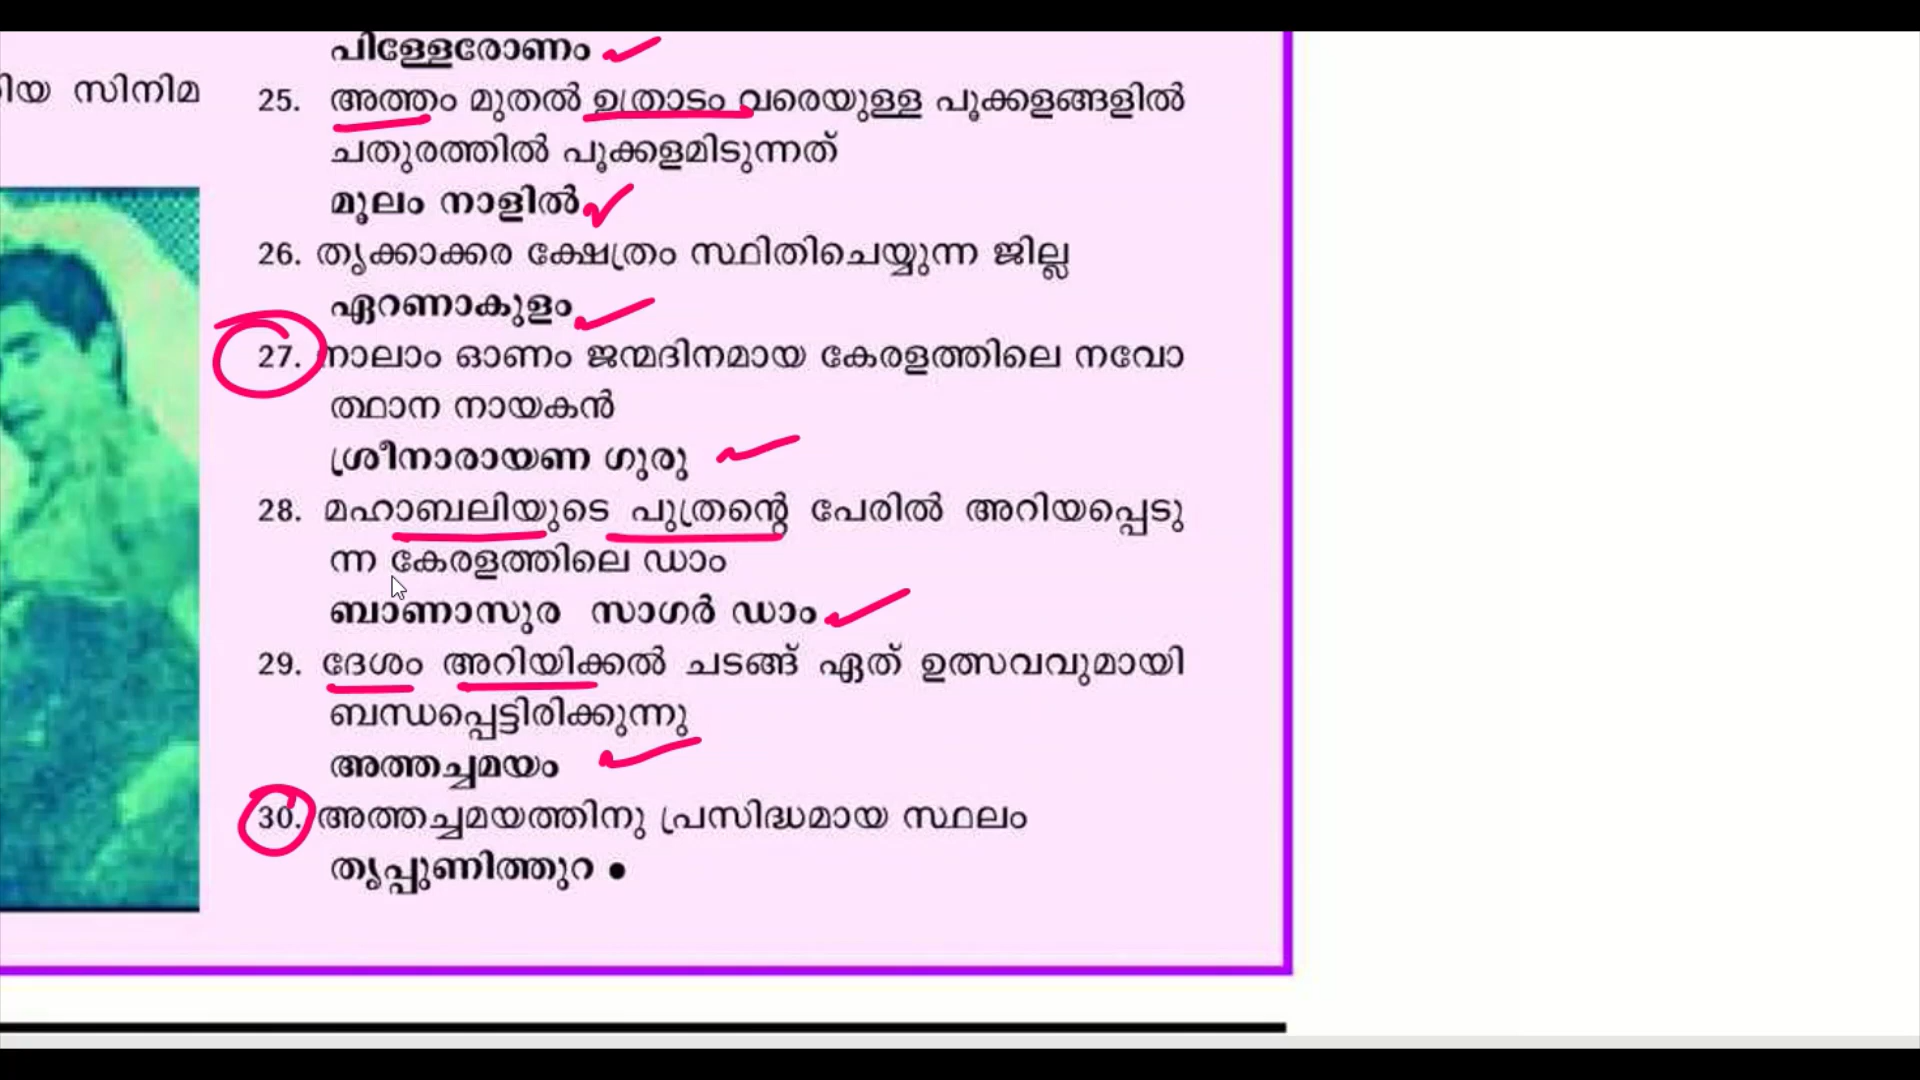 പിള്ളേരോണം
ിയ സിനിമ
25. അത്തം മുതൽ ഉത്രാടം വരെയുള്ള പൂക്കളങ്ങളിൽ
ചതുരത്തിൽ പൂക്കളമിടുന്നത്
മൂലം നാളിൽ
26. തൃക്കാക്കര ക്ഷേത്രം സ്ഥിതിചെയ്യുന്ന ജില്ല
ഏറണാകുളം
27. നാലാം ഓണം ജന്മദിനമായ കേരളത്തിലെ നവോ
ത്ഥാന നായകൻ
ശ്രീനാരായണ ഗുരു
28. മഹാബലിയുടെ പുത്രന്റെ പേരിൽ അറിയപ്പെടു
ന്ന കേരളത്തിലെ ഡാം
ബാണാസുര സാഗർ ഡാം
29. ദേശം അറിയിക്കൽ ചടങ്ങ് ഏത് ഉത്സവവുമായി
ബന്ധപ്പെട്ടിരിക്കുന്നു
അത്തച്ചമയം
30. അത്തച്ചമയത്തിനു പ്രസിദ്ധമായ സ്ഥലം
തൃപ്പുണിത്തുറ ●